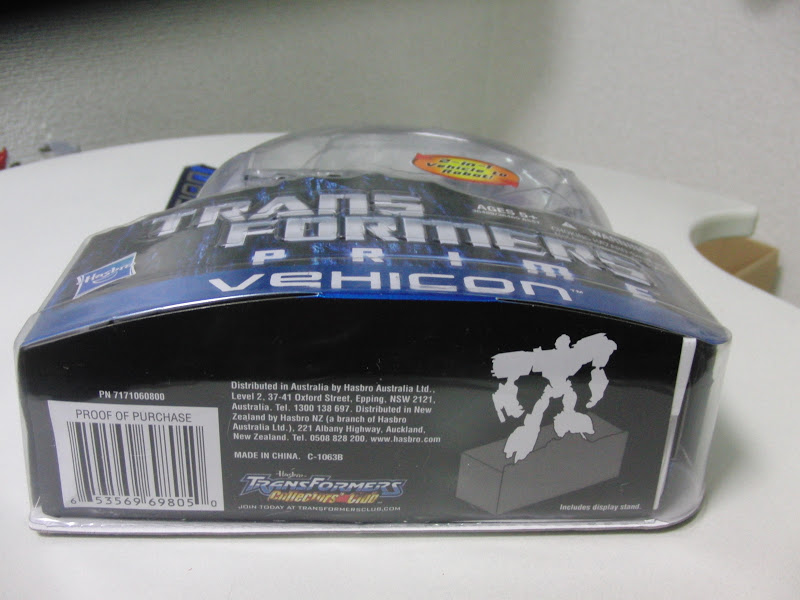 2-in-1
Vehicle to
Robot!
TRANS
FORMERS
PRIME
VEHICON™
AGES 5+
WARNING
Hasbro
PN 7171060800
PROOF OF PURCHASE
6 53569 69805 0
Distributed in Australia by Hasbro Australia Ltd.,
Level 2, 37-41 Oxford Street, Epping, NSW 2121,
Australia. Tel. 1300 138 697. Distributed in New
Zealand by Hasbro NZ (a branch of Hasbro
Australia Ltd.), 221 Albany Highway, Auckland,
New Zealand. Tel. 0508 828 200, www.hasbro.com
MADE IN CHINA. C-1063B
Hasbro
TRANSFORMERS
Collectors' Club
JOIN TODAY AT TRANSFORMERSCLUB.COM
Includes display stand.